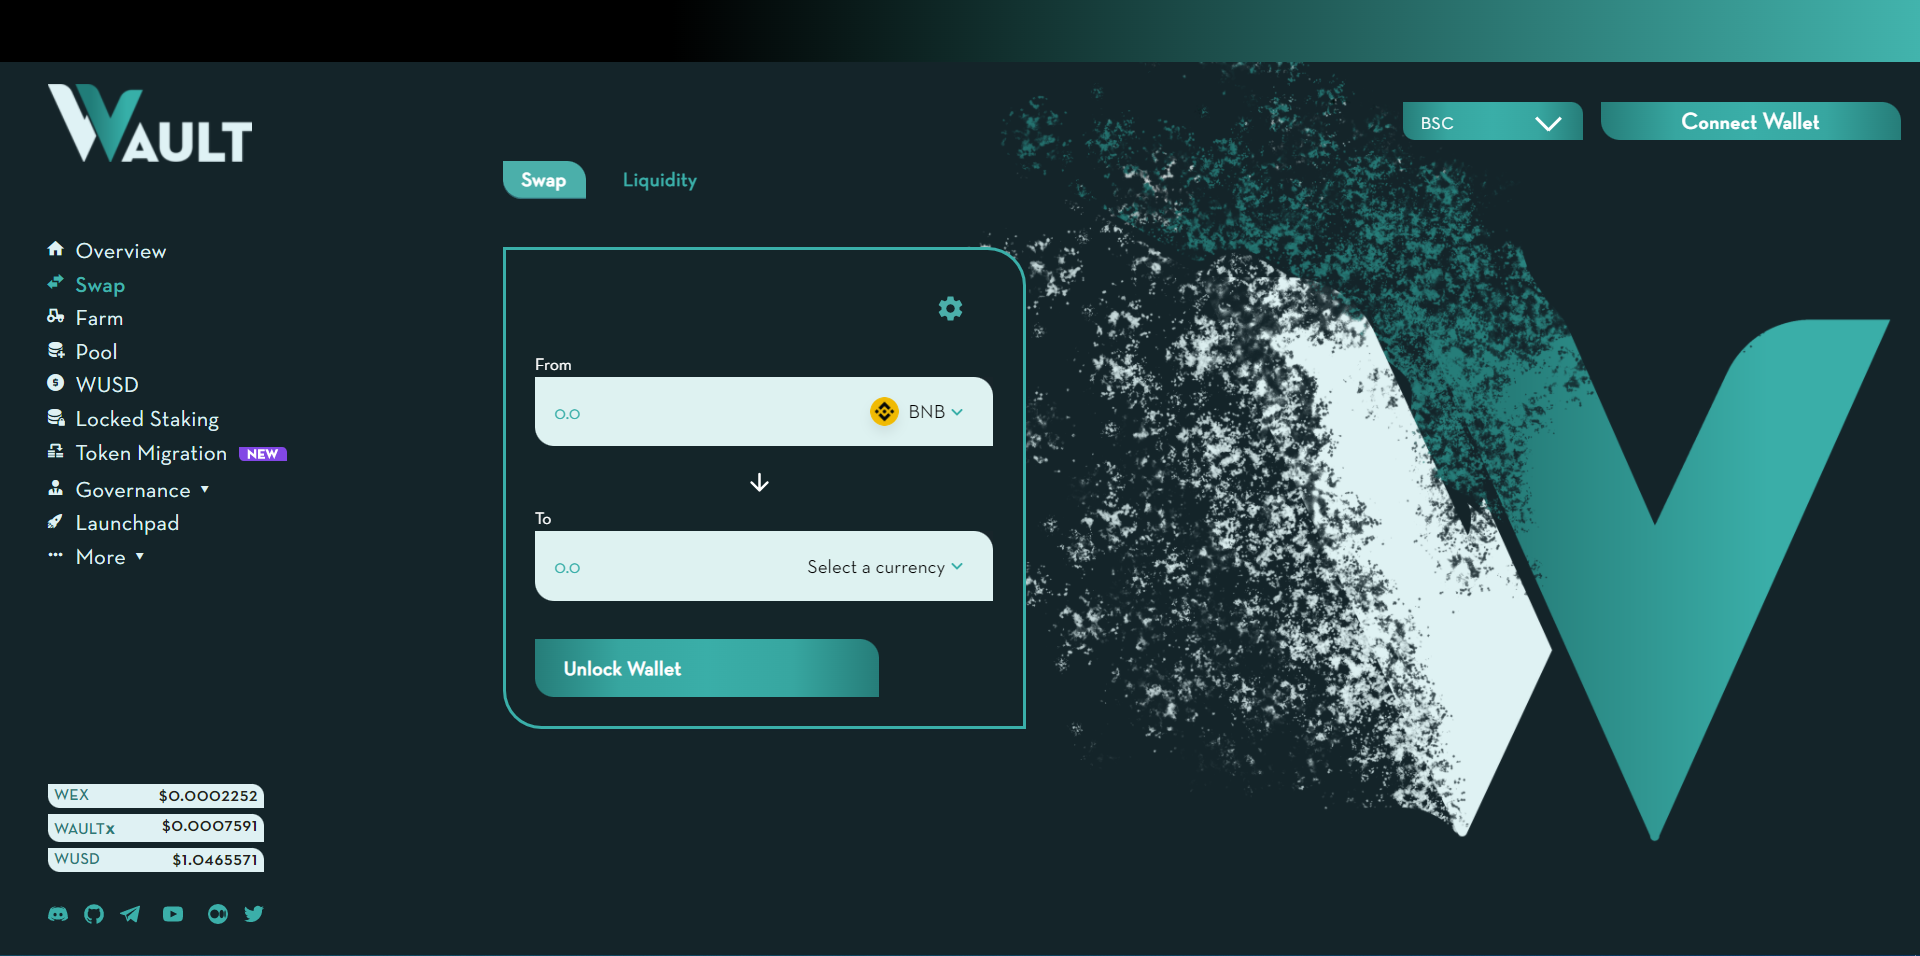 WAULT
BSC
Connect Wallet
Swap
Liquidity
Overview
Swap
Farm
Pool
WUSD
Locked Staking
Token Migration NEW
Governance
Launchpad
More
From
0.0 BNB
To
0.0 Select a currency
Unlock Wallet
WEX $0.0002252
WAULTx $0.0007591
WUSD $1.0465571